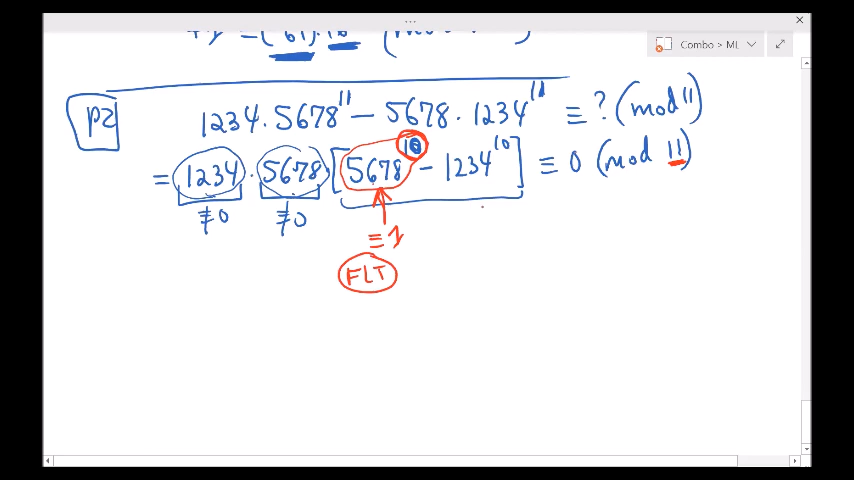 Combo > ML
P2
1234 · 5678¹¹ − 5678 · 1234¹¹ ≡ ? (mod 11)
= 1234 · 5678 [5678¹⁰ − 1234¹⁰] ≡ 0 (mod 11)
≢0 ≢0
≡ 1
FLT